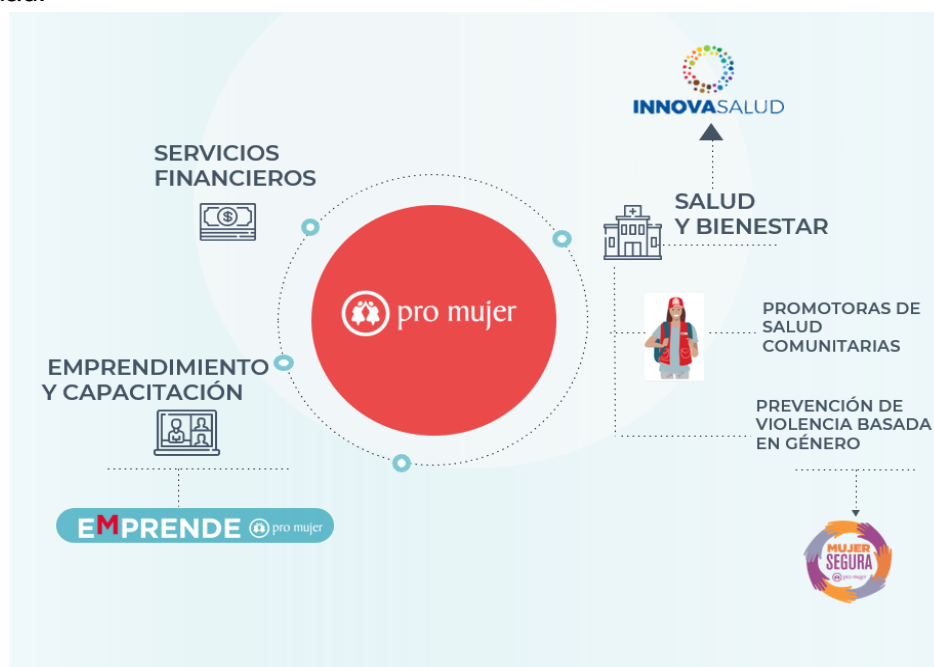 INNOVASALUD
SERVICIOS
FINANCIEROS
SALUD
Y BIENESTAR
pro mujer
PROMOTORAS DE
SALUD
COMUNITARIAS
EMPRENDIMIENTO
Y CAPACITACIÓN
PREVENCIÓN DE
VIOLENCIA BASADA
EN GÉNERO
EMPRENDE pro mujer
MUJER
SEGURA
pro mujer